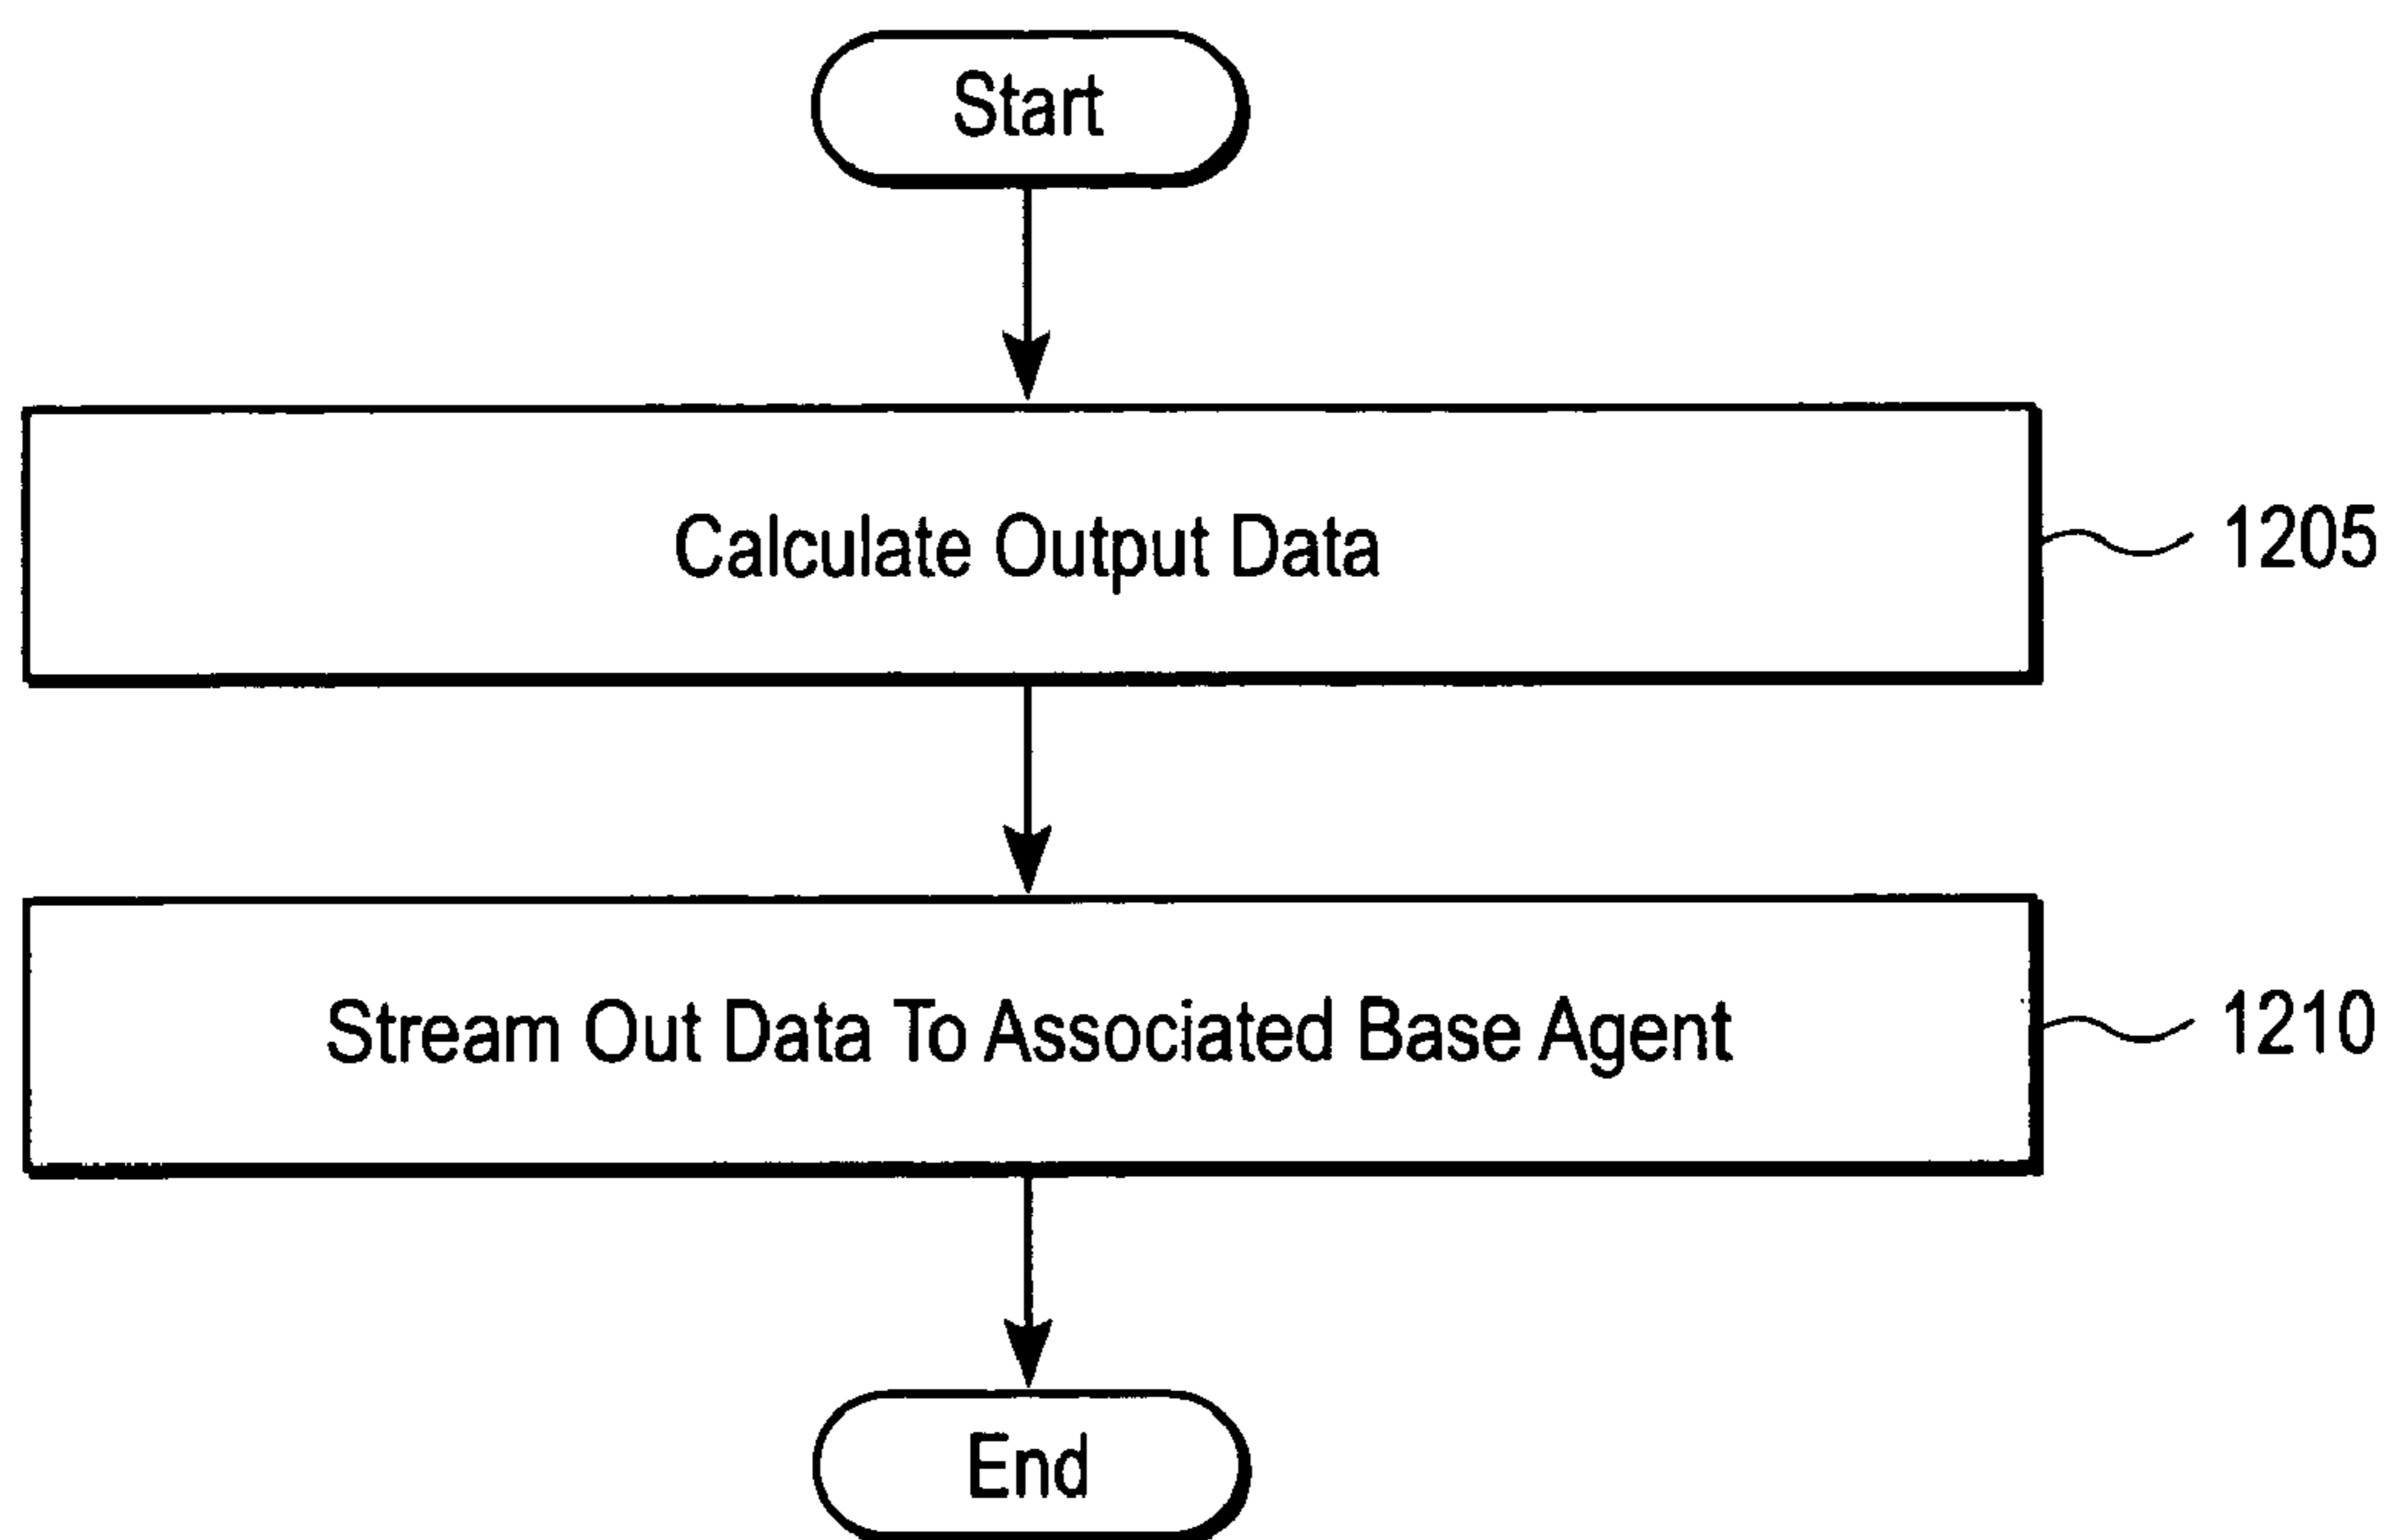 Start
Calculate Output Data
1205
Stream Out Data To Associated Base Agent
1210
End